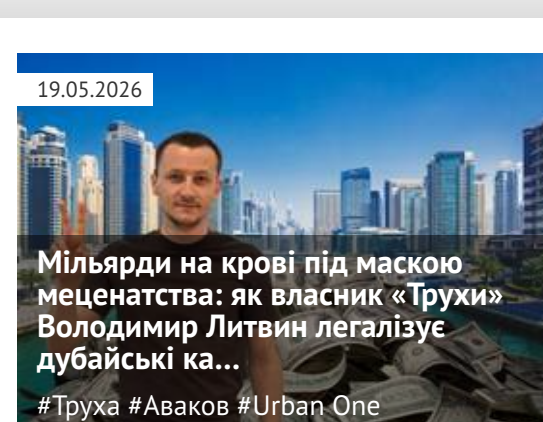 19.05.2026
Мільярди на крові під маскою
меценатства: як власник «Трухи»
Володимир Литвин легалізує
дубайські ка...
#Труха #Аваков #Urban One